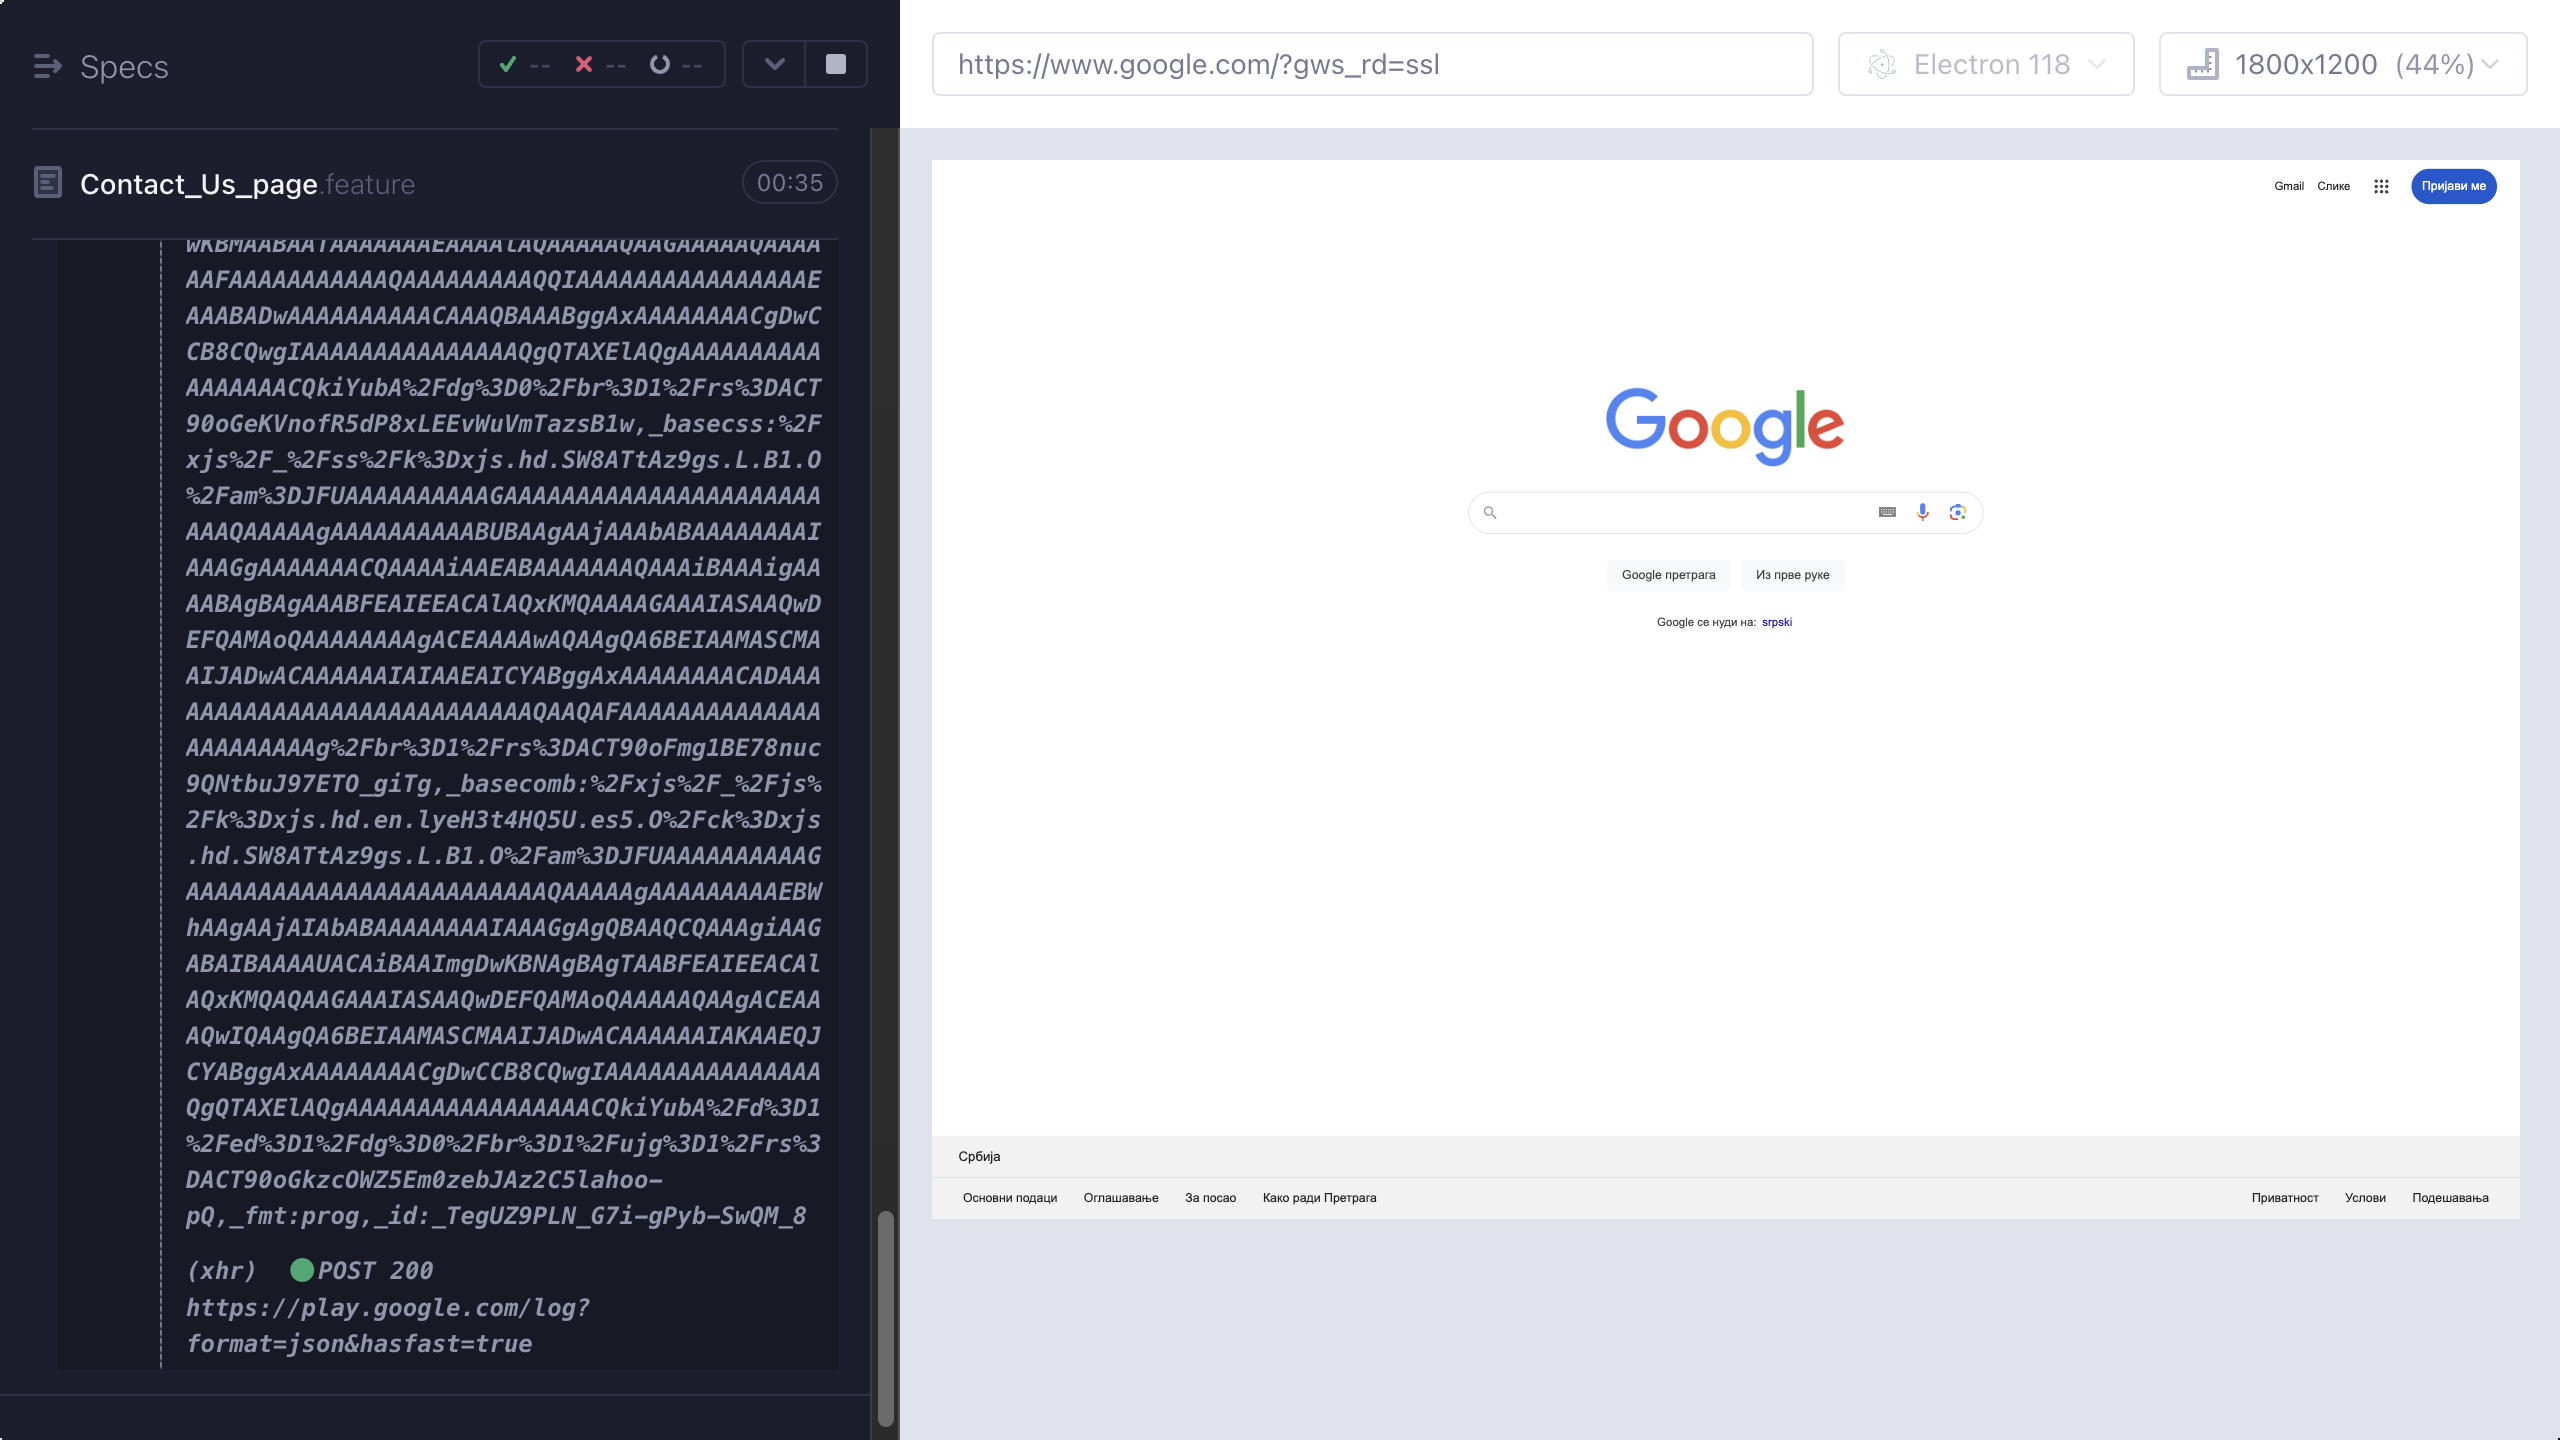 Specs
-- -- --
Contact_Us_page.feature
00:35
AAFAAAAAAAAAAAQAAAAAAAAAQQIAAAAAAAAAAAAAAAAE
AAABADwAAAAAAAAAACAAAQBAAABggAxAAAAAAAACgDwC
CB8CQwgIAAAAAAAAAAAAAAAQgQTAXElAQgAAAAAAAAAA
AAAAAAACQkiYubA%2Fdg%3D0%2Fbr%3D1%2Frs%3DACT
90oGeKVnofR5dP8xLEEvWuVmTazsB1w,_basecss:%2F
xjs%2F_%2Fss%2Fk%3Dxjs.hd.SW8ATtAz9gs.L.B1.O
%2Fam%3DJFUAAAAAAAAAAGAAAAAAAAAAAAAAAAAAAAAA
AAAQAAAAAgAAAAAAAAAABUBAAgAAjAAAbABAAAAAAAAI
AAAGgAAAAAAACQAAAAiAAEABAAAAAAAQAAAiBAAAigAA
AABAgBAgAAABFEAIEEACAlAQxKMQAAAAGAAAIASAAQwD
EFQAMAoQAAAAAAAAgACEAAAAwAQAAgQA6BEIAAMASCMA
AIJADwACAAAAAAIAIAAEAICYABggAxAAAAAAAACADAAA
AAAAAAAAAAAAAAAAAAAAAAAAQAAQAFAAAAAAAAAAAAAA
AAAAAAAAAg%2Fbr%3D1%2Frs%3DACT90oFmg1BE78nuc
9QNtbuJ97ETO_giTg,_basecomb:%2Fxjs%2F_%2Fjs%
2Fk%3Dxjs.hd.en.lyeH3t4HQ5U.es5.O%2Fck%3Dxjs
.hd.SW8ATtAz9gs.L.B1.O%2Fam%3DJFUAAAAAAAAAAG
AAAAAAAAAAAAAAAAAAAAAAAAAQAAAAAgAAAAAAAAAEBW
hAAgAAjAIAbABAAAAAAAAIAAAGgAgQBAAQCQAAAgiAAG
ABAIBAAAAUACAiBAAImgDwKBNAgBAgTAABFEAIEEACAl
AQxKMQAQAAGAAAIASAAQwDEFQAMAoQAAAAAQAAgACEAA
AQwIQAAgQA6BEIAAMASCMAAIJADwACAAAAAAIAKAAEQJ
CYABggAxAAAAAAAACgDwCCB8CQwgIAAAAAAAAAAAAAAA
QgQTAXElAQgAAAAAAAAAAAAAAAAACQkiYubA%2Fd%3D1
%2Fed%3D1%2Fdg%3D0%2Fbr%3D1%2Fujg%3D1%2Frs%3
DACT90oGkzcOWZ5Em0zebJAz2C5lahoo-
pQ,_fmt:prog,_id:_TegUZ9PLN_G7i-gPyb-SwQM_8
(xhr) POST 200
https://play.google.com/log?
format=json&hasfast=true
https://www.google.com/?gws_rd=ssl
Electron 118
1800x1200 (44%)
Gmail Слике
Пријави ме
Google
Google претрага
Из прве руке
Google се нуди на: srpski
Србија
Основни подаци Оглашавање За посао Како ради Претрага
Приватност Услови Подешавања